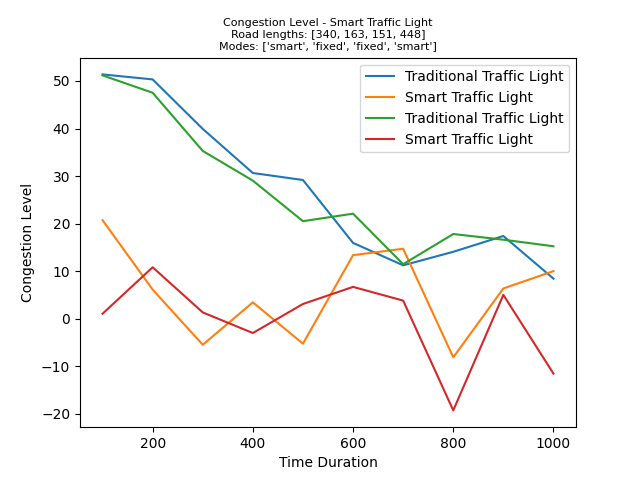 Congestion Level - Smart Traffic Light
Road lengths: [340, 163, 151, 448]
Modes: ['smart', 'fixed', 'fixed', 'smart']
Traditional Traffic Light
Smart Traffic Light
Traditional Traffic Light
Smart Traffic Light
Congestion Level
50
40
30
20
10
0
−10
−20
200
400
600
800
1000
Time Duration